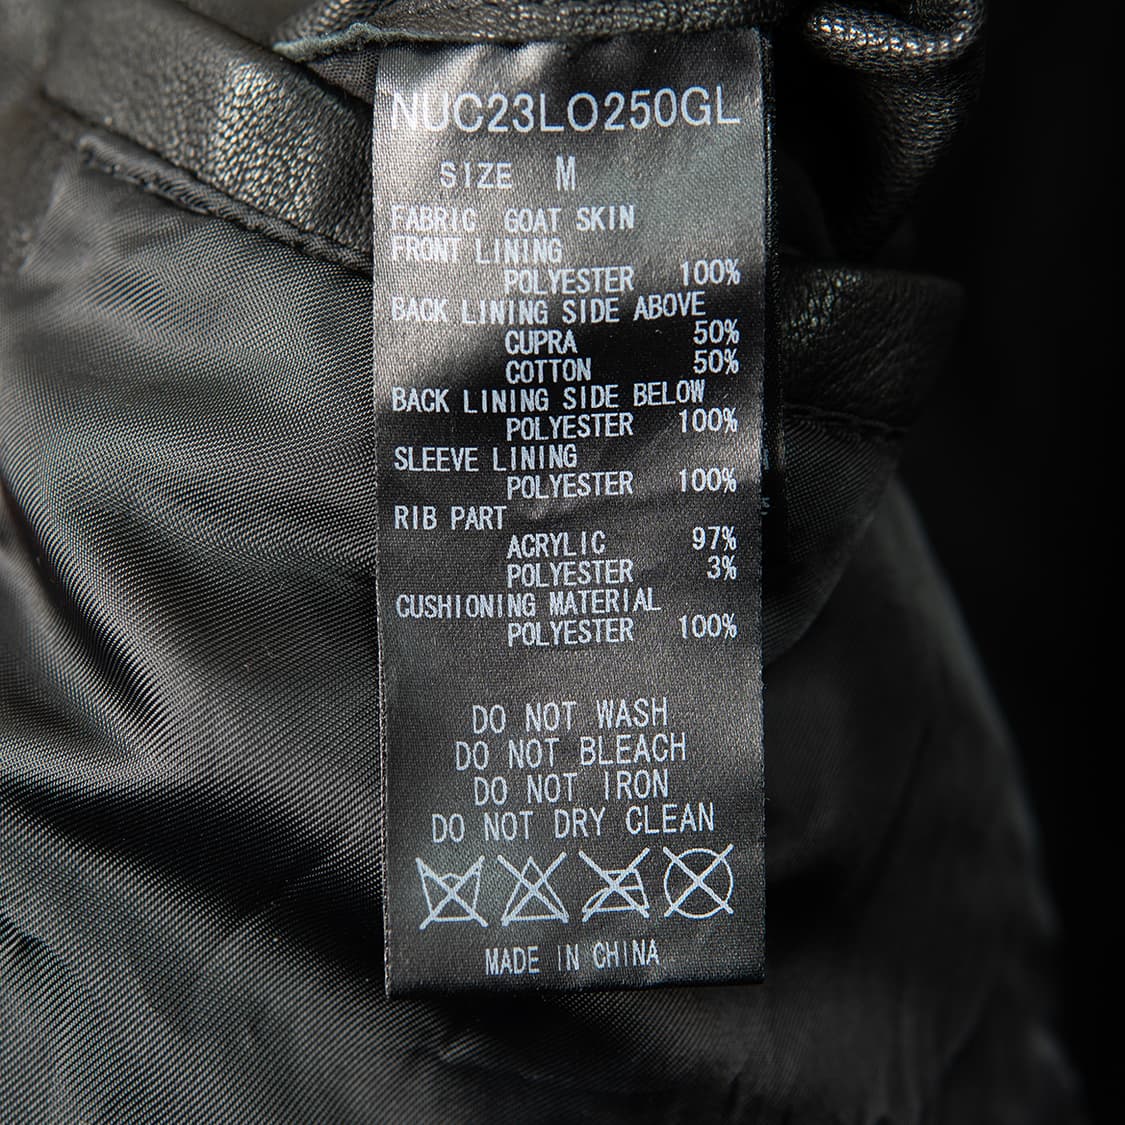 NUC23LO250GL
SIZE M
FABRIC GOAT SKIN
FRONT LINING
POLYESTER 100%
BACK LINING SIDE ABOVE
CUPRA 50%
COTTON 50%
BACK LINING SIDE BELOW
POLYESTER 100%
SLEEVE LINING
POLYESTER 100%
RIB PART
ACRYLIC 97%
POLYESTER 3%
CUSHIONING MATERIAL
POLYESTER 100%
DO NOT WASH
DO NOT BLEACH
DO NOT IRON
DO NOT DRY CLEAN
MADE IN CHINA